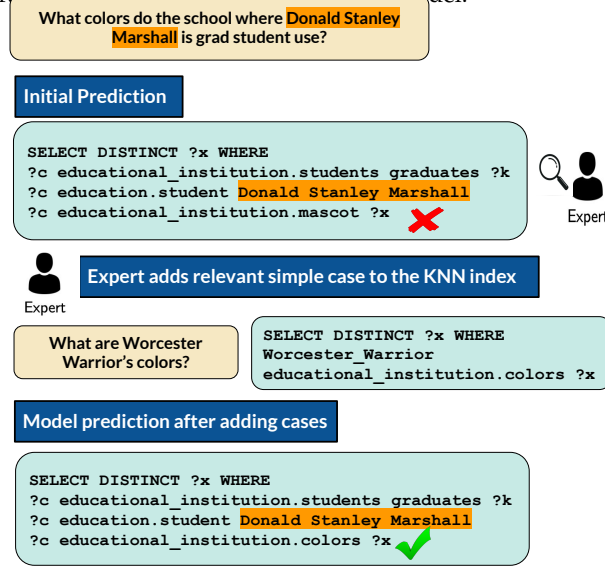 What colors do the school where Donald Stanley
Marshall is grad student use?
Initial Prediction
SELECT DISTINCT ?x WHERE
?c educational_institution.students graduates ?k
?c education.student Donald Stanley Marshall
?c educational_institution.mascot ?x
Expert
Expert adds relevant simple case to the KNN index
Expert
What are Worcester
Warrior's colors?
SELECT DISTINCT ?x WHERE
Worcester_Warrior
educational_institution.colors ?x
Model prediction after adding cases
SELECT DISTINCT ?x WHERE
?c educational_institution.students graduates ?k
?c education.student Donald Stanley Marshall
?c educational_institution.colors ?x